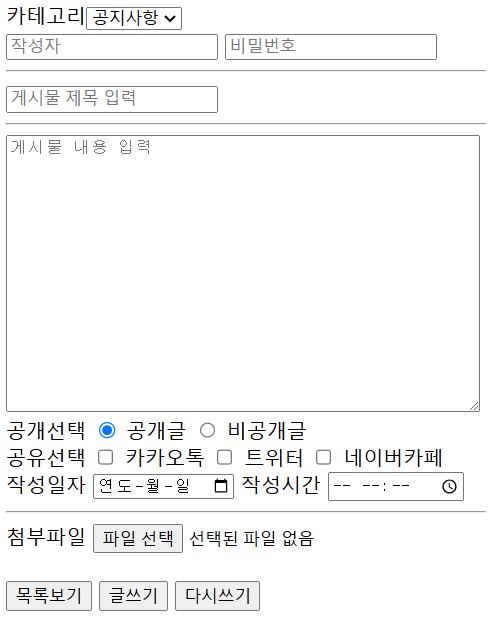 카테고리 공지사항
작성자 비밀번호
게시물 제목 입력
게시물 내용 입력
공개선택 공개글 비공개글
공유선택 카카오톡 트위터 네이버카페
작성일자 연도-월-일 작성시간 -- --:--
첨부파일 파일 선택 선택된 파일 없음
목록보기 글쓰기 다시쓰기